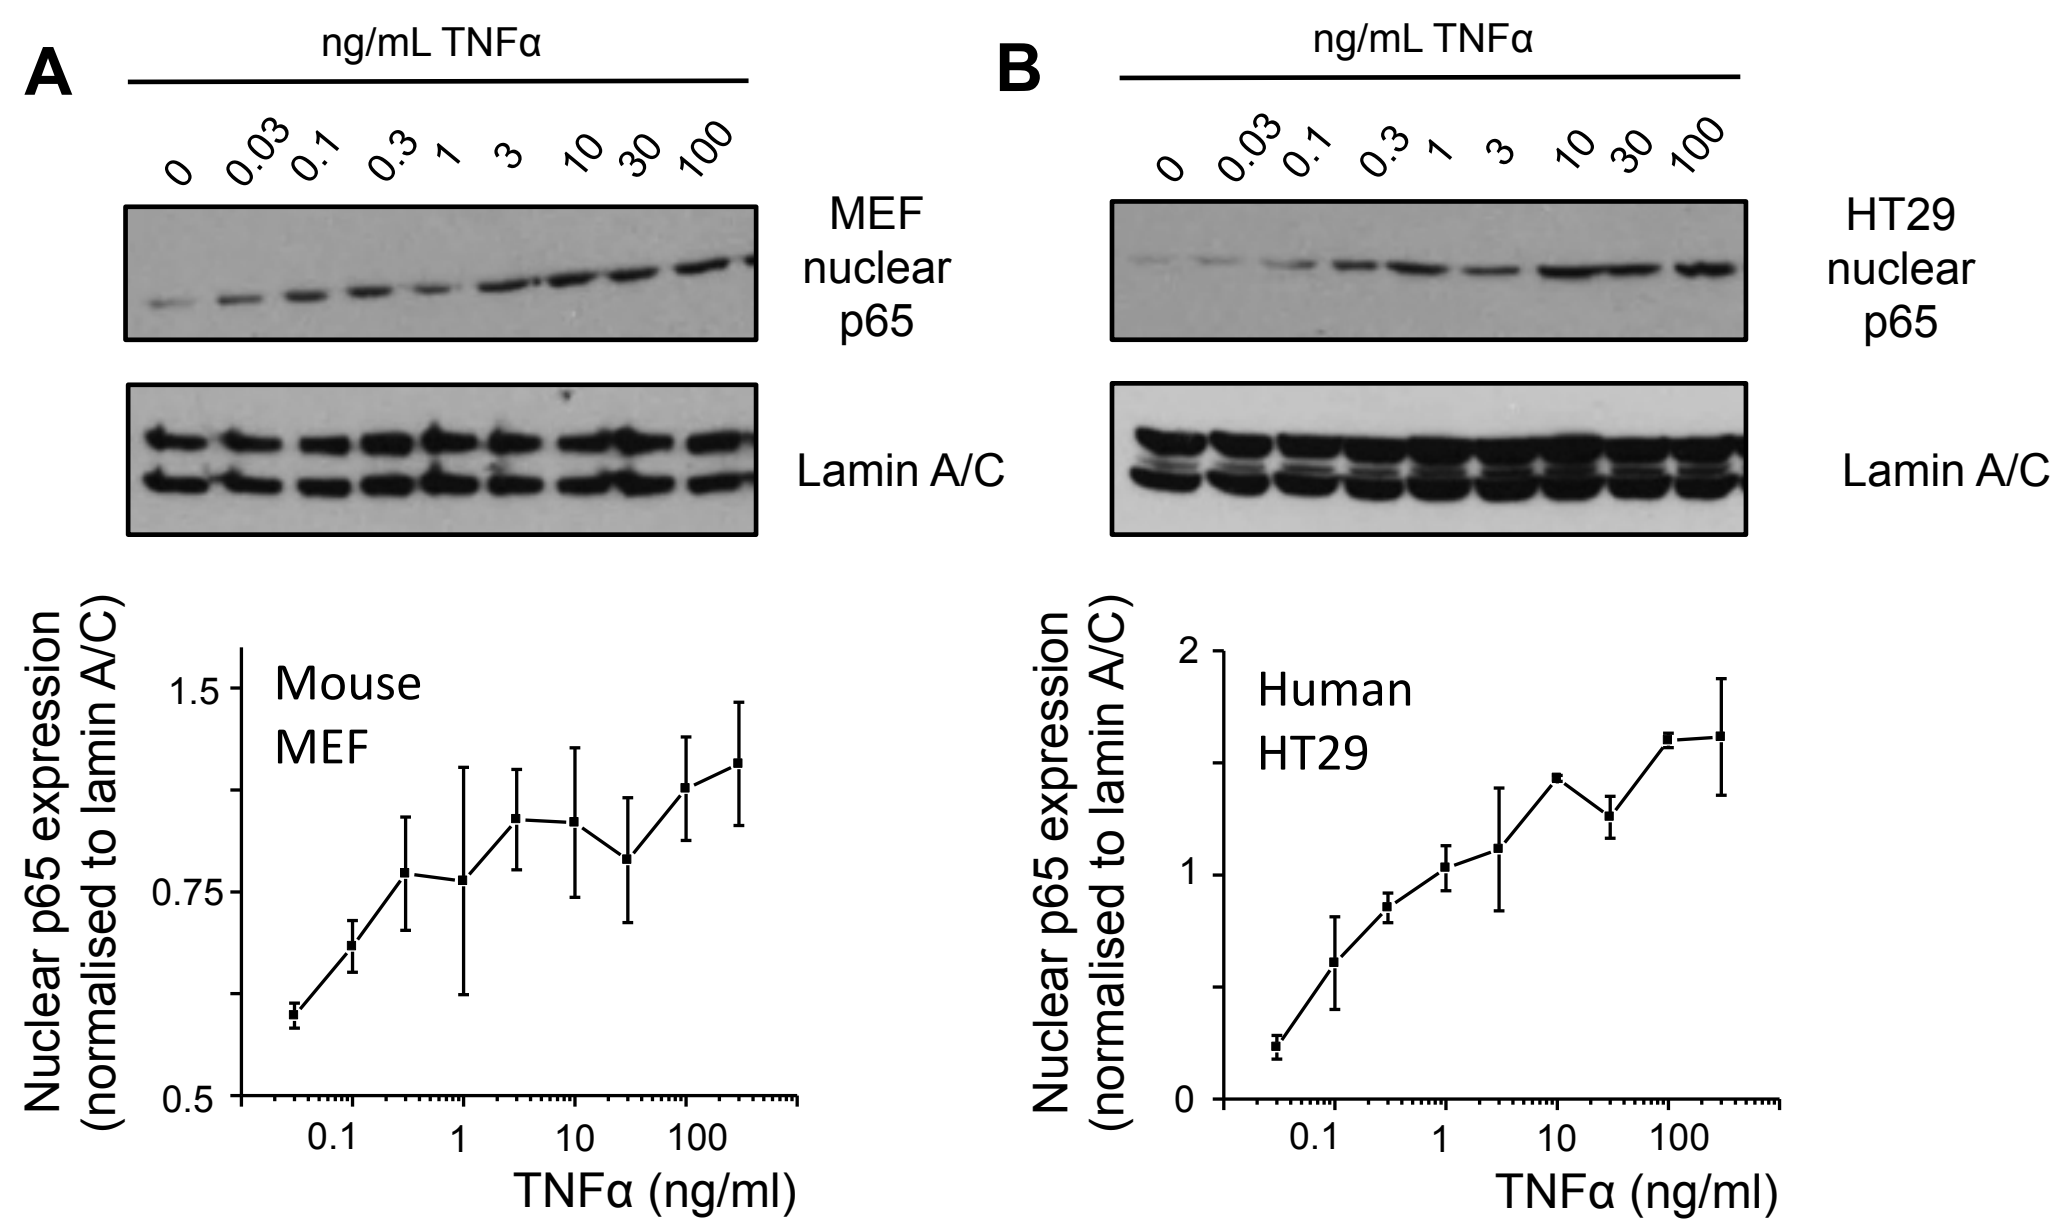 A
ng/mL TNFα
0 0.03 0.1 0.3 1 3 10 30 100
MEF
nuclear
p65
Lamin A/C
Nuclear p65 expression
(normalised to lamin A/C)
Mouse
MEF
1.5
0.75
0.5
0.1 1 10 100
TNFα (ng/ml)
B
ng/mL TNFα
0 0.03 0.1 0.3 1 3 10 30 100
HT29
nuclear
p65
Lamin A/C
Nuclear p65 expression
(normalised to lamin A/C)
Human
HT29
2
1
0
0.1 1 10 100
TNFα (ng/ml)